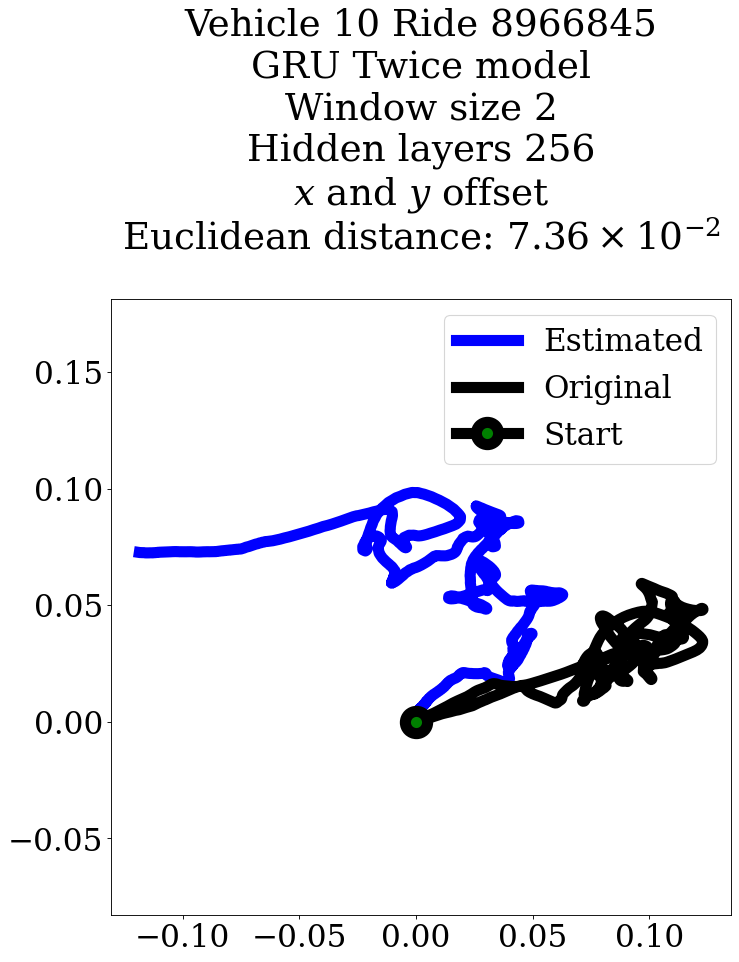 Vehicle 10 Ride 8966845
GRU Twice model
Window size 2
Hidden layers 256
x and y offset
Euclidean distance: 7.36 × 10⁻²
Estimated
Original
Start
0.15
0.10
0.05
0.00
−0.05
−0.10 −0.05 0.00 0.05 0.10